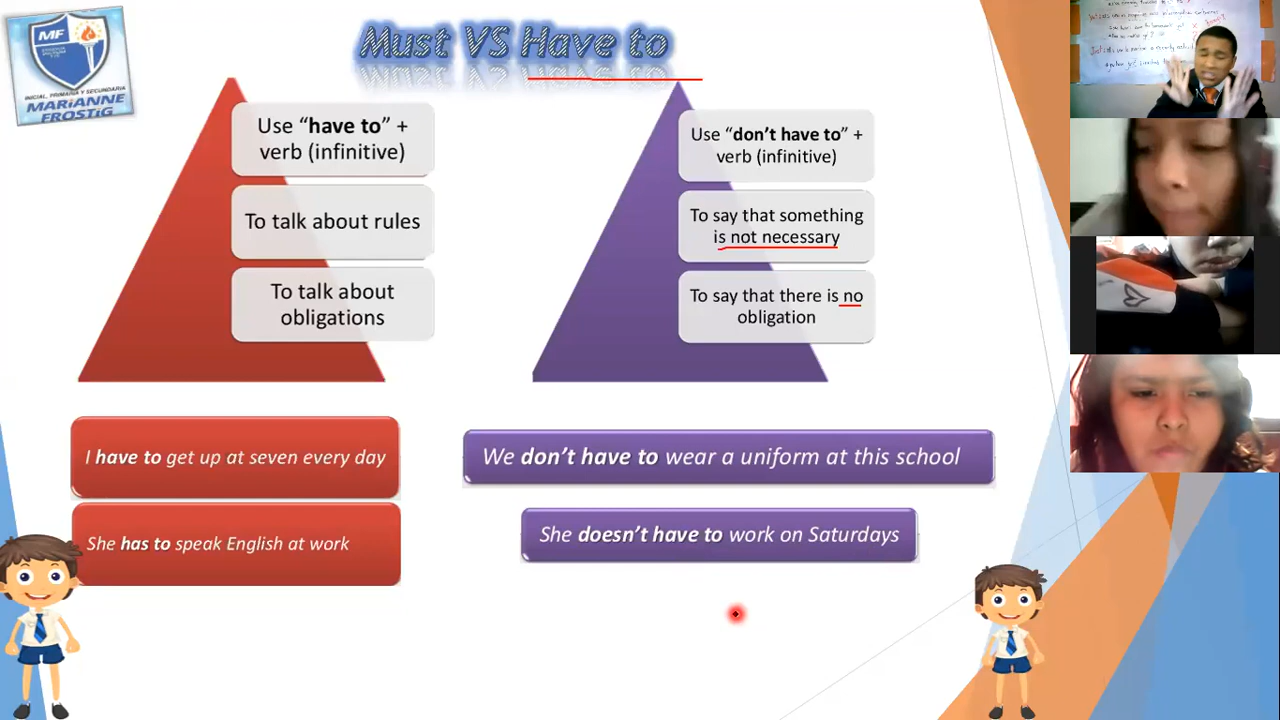 MF
INICIAL, PRIMARIA Y SECUNDARIA
MARIANNE
FROSTIG
Must VS Have to
Use “have to” +
verb (infinitive)
To talk about rules
To talk about
obligations
Use “don’t have to” +
verb (infinitive)
To say that something
is not necessary
To say that there is no
obligation
I have to get up at seven every day
She has to speak English at work
We don’t have to wear a uniform at this school
She doesn’t have to work on Saturdays